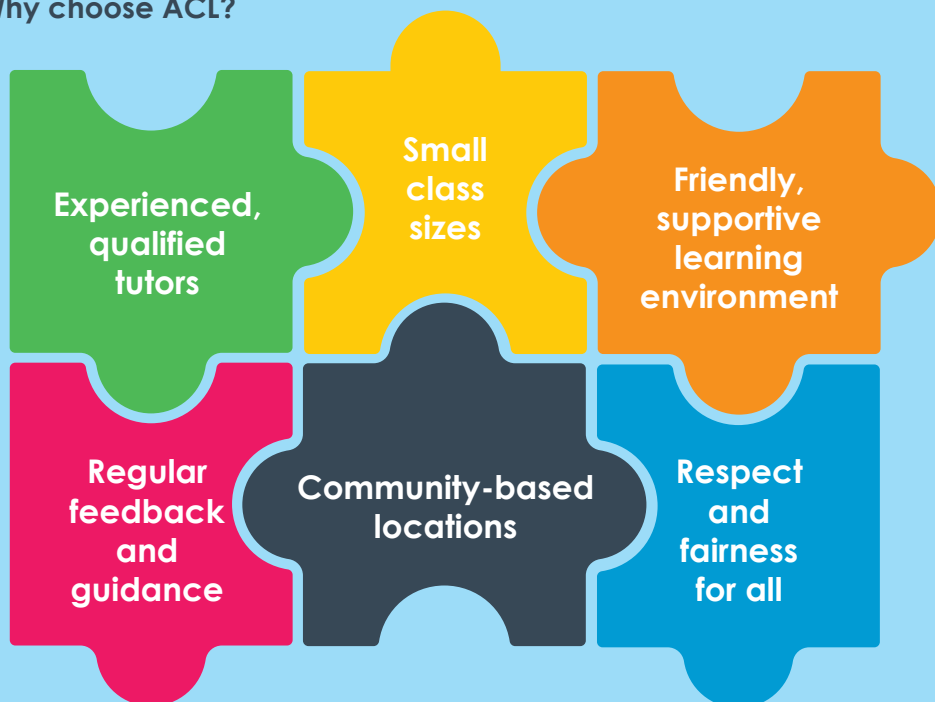 Why choose ACL?
Experienced,
qualified
tutors
Small
class
sizes
Friendly,
supportive
learning
environment
Regular
feedback
and
guidance
Community-based
locations
Respect
and
fairness
for all